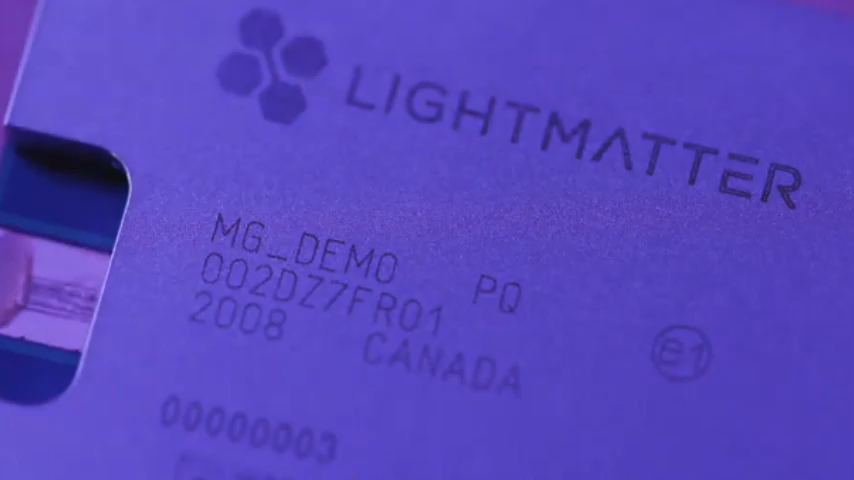 LIGHTMATTER
MG_DEMO PQ
002DZ7FR01
2008 CANADA
e1
00000003